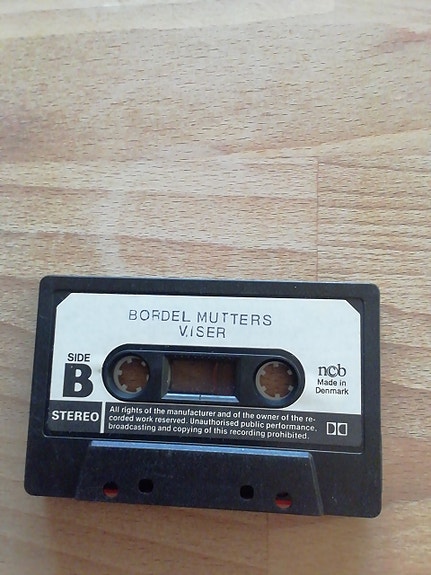 BORDEL MUTTERS
VISER
SIDE
B
ncb
Made in
Denmark
STEREO
All rights of the manufacturer and of the owner of the re-
corded work reserved. Unauthorised public performance,
broadcasting and copying of this recording prohibited.